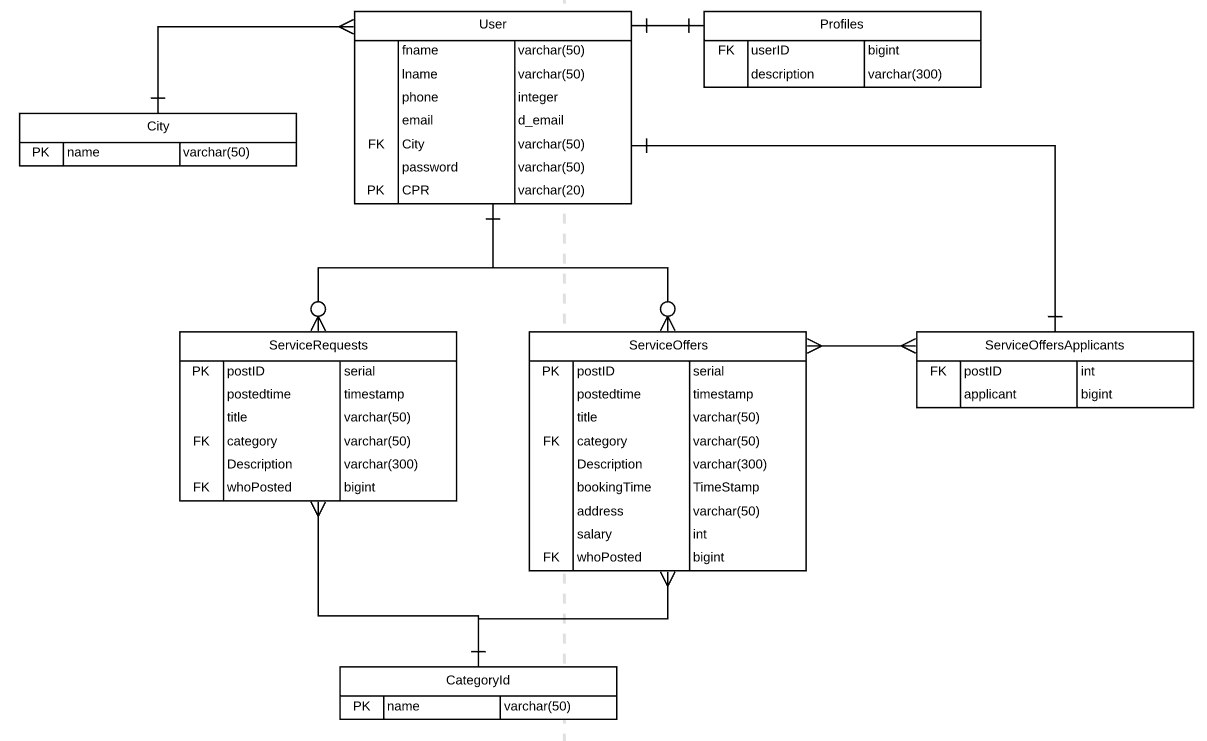 User
fname varchar(50)
lname varchar(50)
phone integer
email d_email
FK City varchar(50)
password varchar(50)
PK CPR varchar(20)
Profiles
FK userID bigint
description varchar(300)
City
PK name varchar(50)
ServiceRequests
PK postID serial
postedtime timestamp
title varchar(50)
FK category varchar(50)
Description varchar(300)
FK whoPosted bigint
ServiceOffers
PK postID serial
postedtime timestamp
title varchar(50)
FK category varchar(50)
Description varchar(300)
bookingTime TimeStamp
address varchar(50)
salary int
FK whoPosted bigint
ServiceOffersApplicants
FK postID int
applicant bigint
CategoryId
PK name varchar(50)